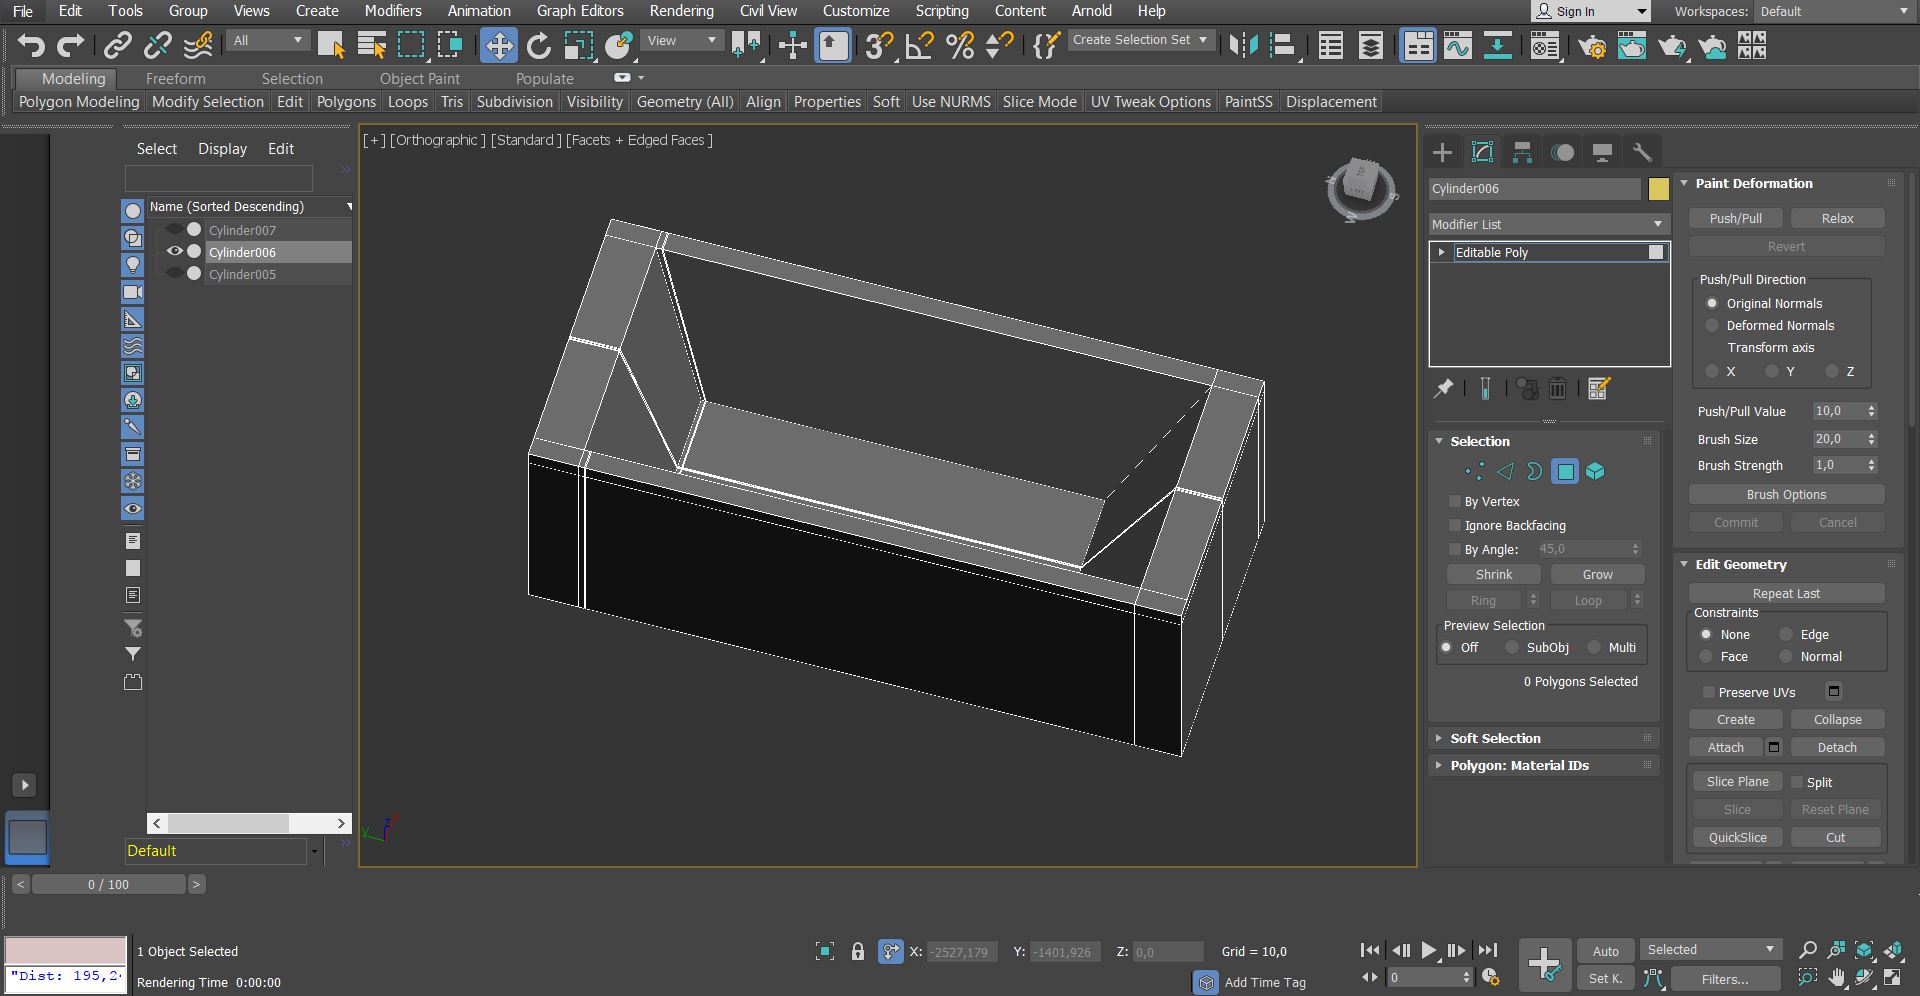 File Edit Tools Group Views Create Modifiers Animation Graph Editors Rendering Civil View Customize Scripting Content Arnold Help Sign In Workspaces: Default
All View Create Selection Set
Modeling Freeform Selection Object Paint Populate
Polygon Modeling Modify Selection Edit Polygons Loops Tris Subdivision Visibility Geometry (All) Align Properties Soft Use NURMS Slice Mode UV Tweak Options PaintSS Displacement
Select Display Edit
Name (Sorted Descending)
Cylinder007
Cylinder006
Cylinder005
Default
[+] [Orthographic ] [Standard ] [Facets + Edged Faces ]
TOP
N
S
W
z
x
y
Cylinder006
Modifier List
Editable Poly
Selection
By Vertex
Ignore Backfacing
By Angle: 45,0
Shrink Grow
Ring Loop
Preview Selection
Off SubObj Multi
0 Polygons Selected
Soft Selection
Polygon: Material IDs
Paint Deformation
Push/Pull Relax
Revert
Push/Pull Direction
Original Normals
Deformed Normals
Transform axis
X Y Z
Push/Pull Value 10,0
Brush Size 20,0
Brush Strength 1,0
Brush Options
Commit Cancel
Edit Geometry
Repeat Last
Constraints
None Edge
Face Normal
Preserve UVs
Create Collapse
Attach Detach
Slice Plane Split
Slice Reset Plane
QuickSlice Cut
< 0 / 100 >
"Dist: 195,2
1 Object Selected
Rendering Time 0:00:00
X: -2527,179 Y: -1401,926 Z: 0,0 Grid = 10,0
Add Time Tag
0
Auto Selected
Set K. Filters...